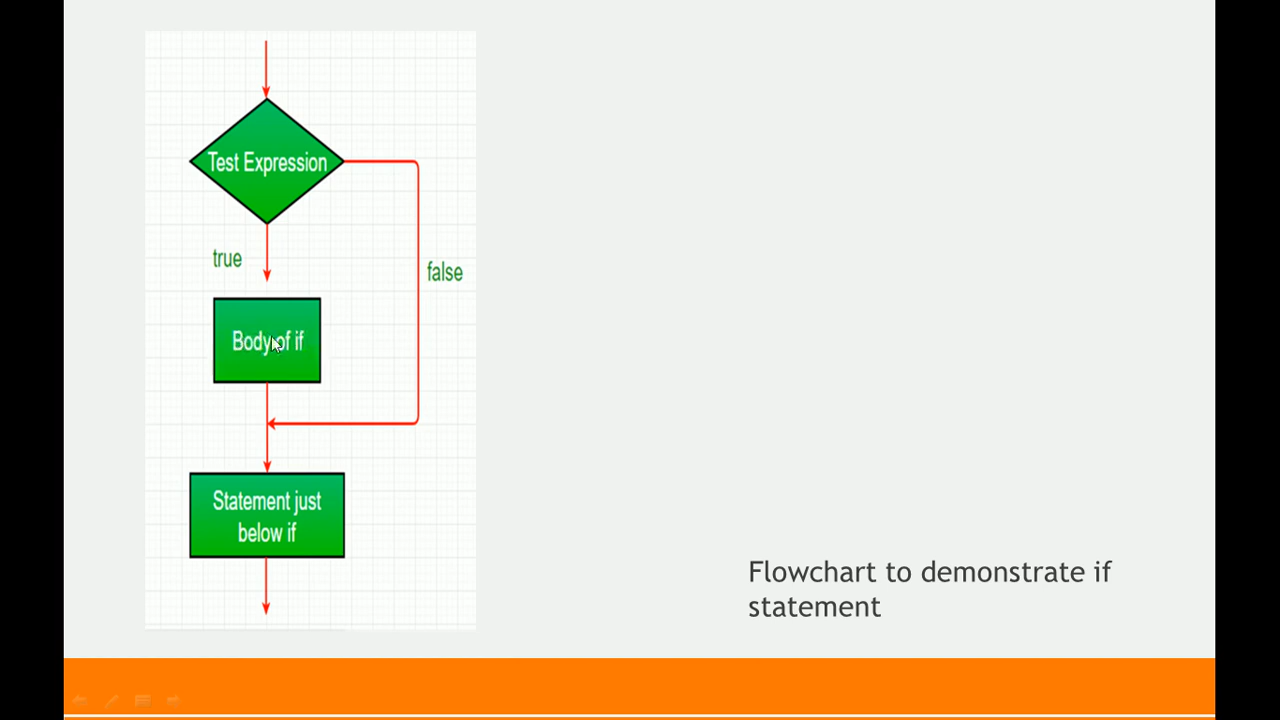 Test Expression
true
false
Body of if
Statement just
below if
Flowchart to demonstrate if
statement